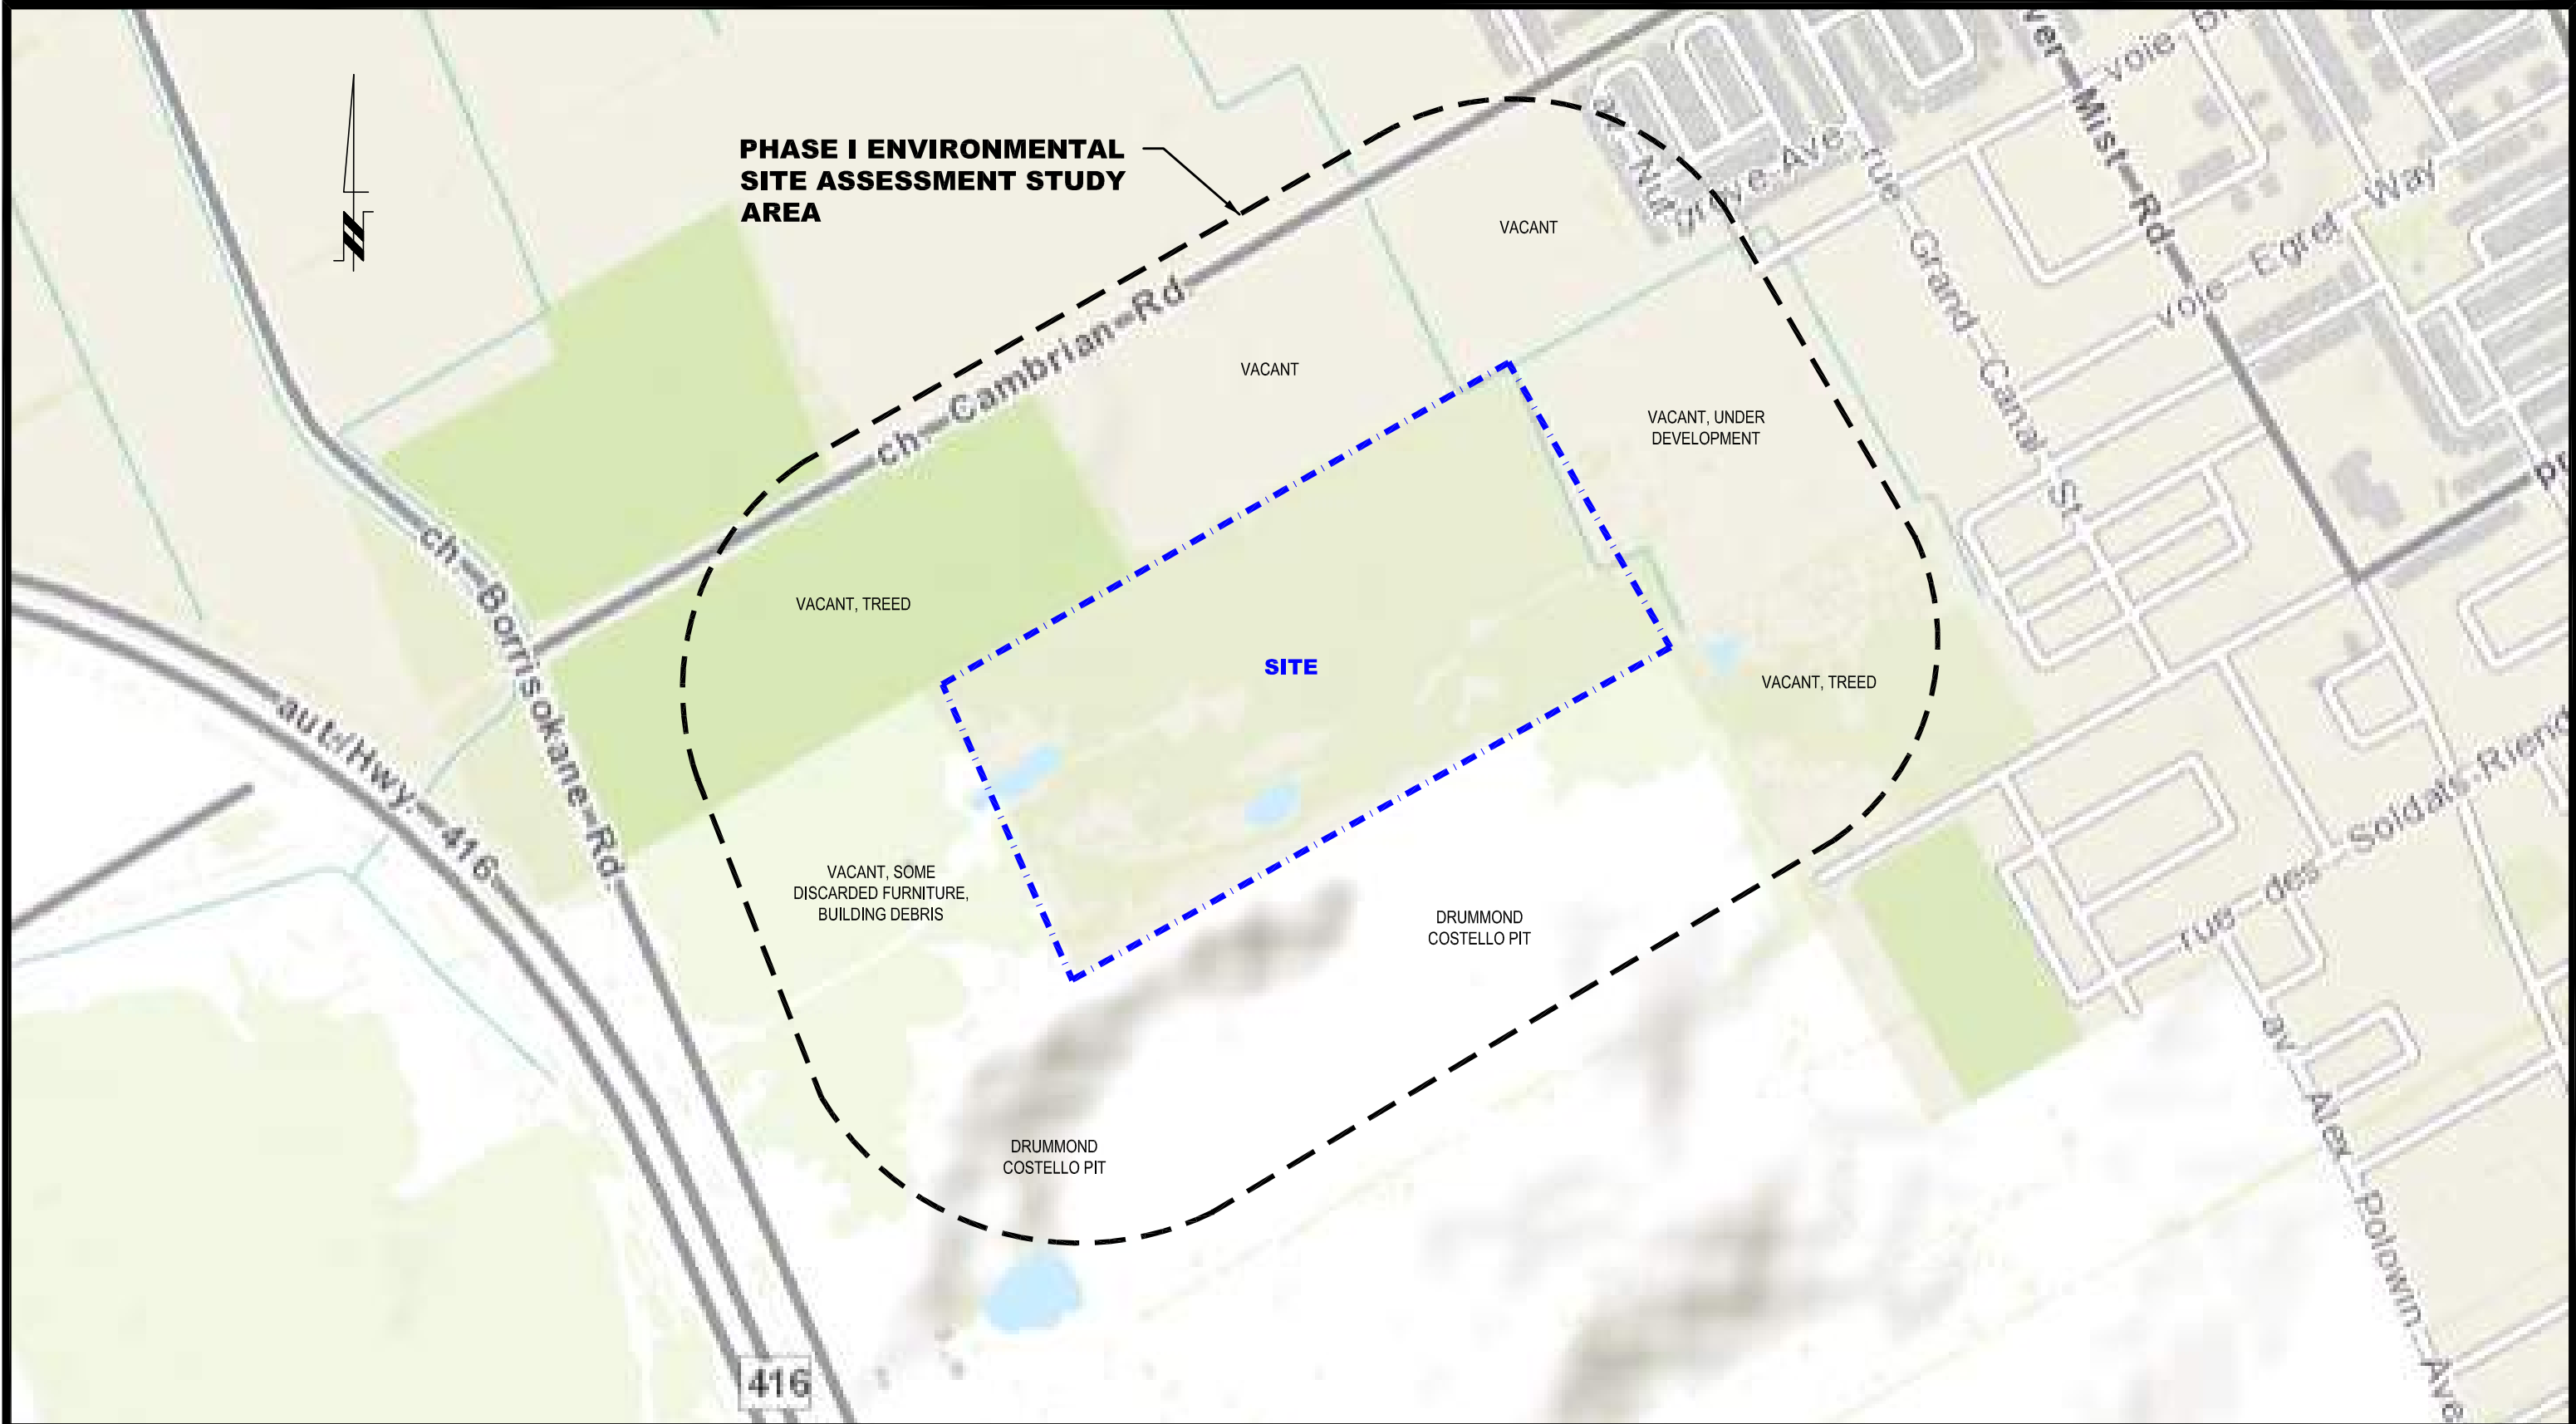 PHASE I ENVIRONMENTAL
SITE ASSESSMENT STUDY
AREA
N
VACANT
VACANT
VACANT, UNDER
DEVELOPMENT
VACANT, TREED
SITE
VACANT, TREED
VACANT, SOME
DISCARDED FURNITURE,
BUILDING DEBRIS
DRUMMOND
COSTELLO PIT
DRUMMOND
COSTELLO PIT
ch Cambrian Rd
ch Borrisokane Rd
aut./Hwy. 416
416
rue Grand Canal St
Mist Rd
voie Egret Way
rue des Soldats
av Alex Polowin Ave